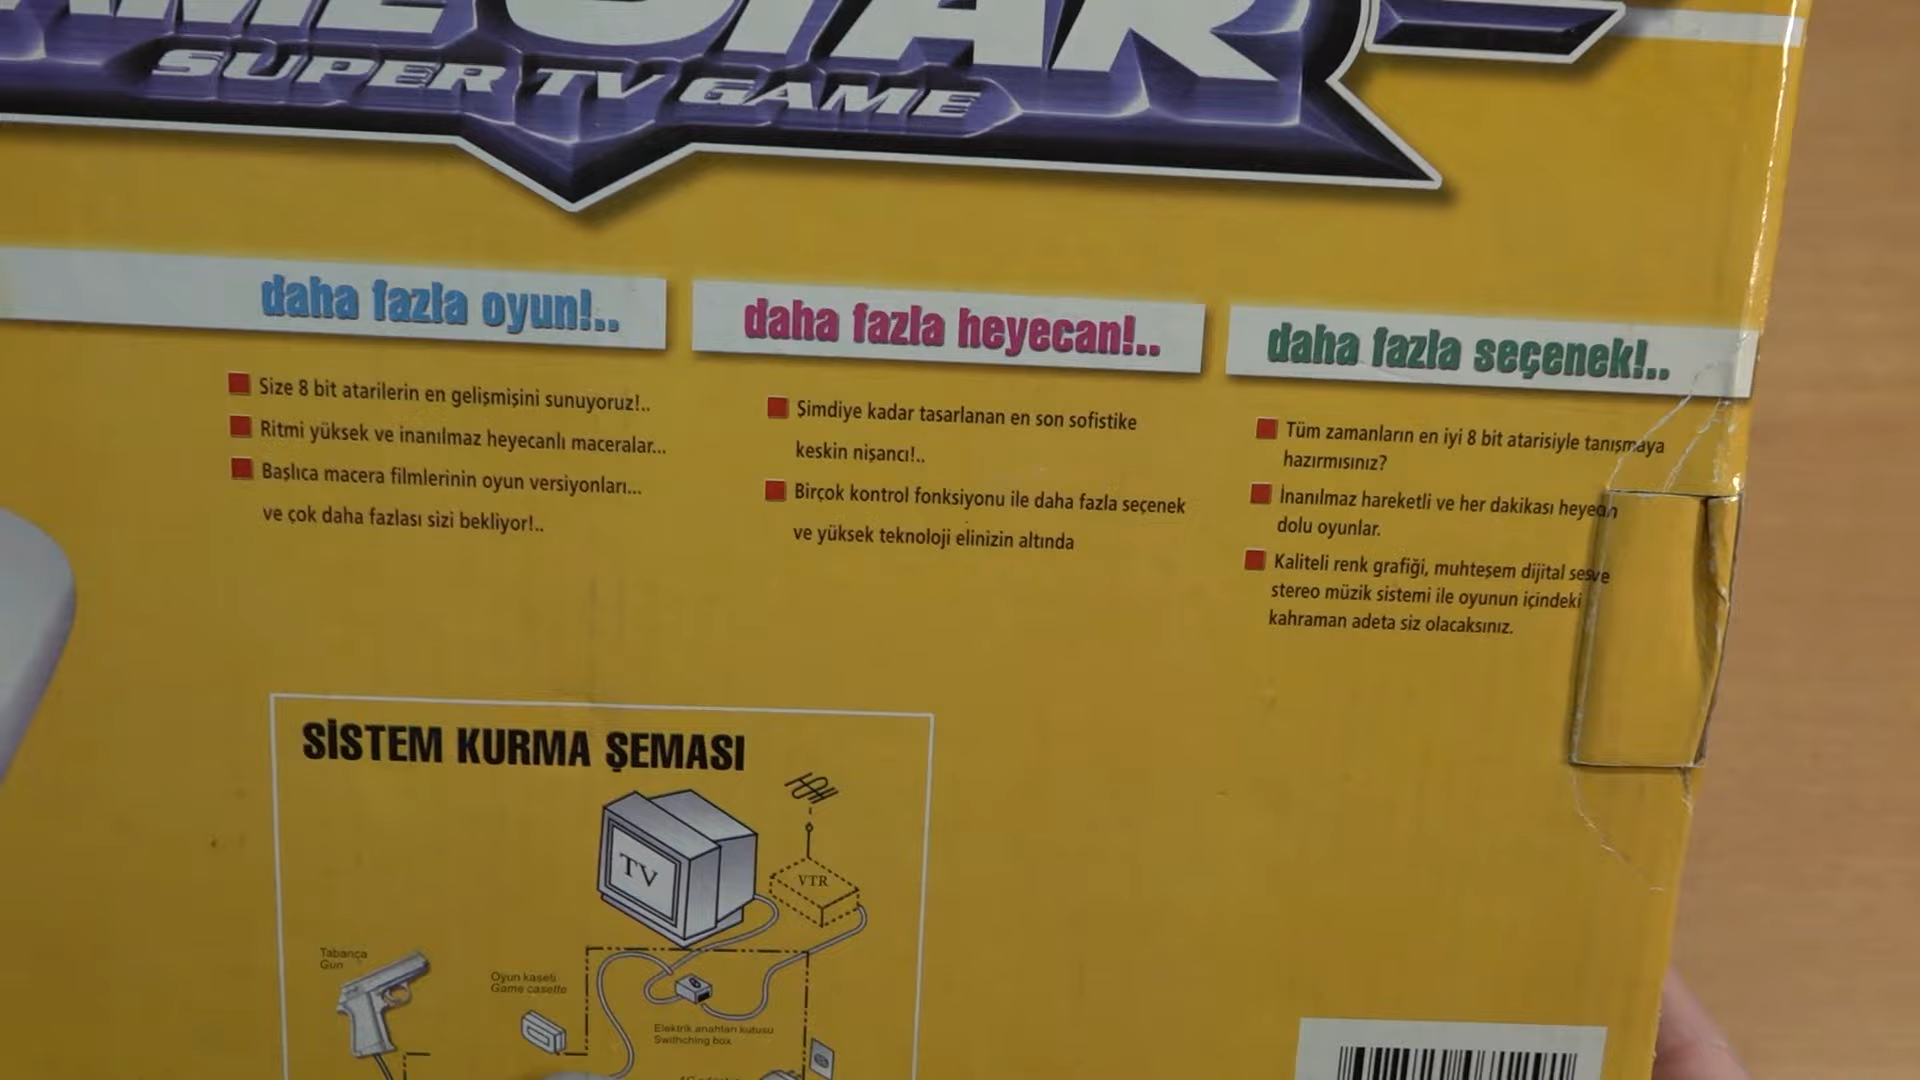 SUPER TV GAME
daha fazla oyun!..
Size 8 bit atarilerin en gelişmişini sunuyoruz!..
Ritmi yüksek ve inanılmaz heyecanlı maceralar...
Başlıca macera filmlerinin oyun versiyonları...
ve çok daha fazlası sizi bekliyor!..
daha fazla heyecan!..
Şimdiye kadar tasarlanan en son sofistike
keskin nişancı!..
Birçok kontrol fonksiyonu ile daha fazla seçenek
ve yüksek teknoloji elinizin altında
daha fazla seçenek!..
Tüm zamanların en iyi 8 bit atarisiyle tanışmaya
hazırmısınız?
İnanılmaz hareketli ve her dakikası heyecan
dolu oyunlar.
Kaliteli renk grafiği, muhteşem dijital ses ve
stereo müzik sistemi ile oyunun içindeki
kahraman adeta siz olacaksınız.
SİSTEM KURMA ŞEMASI
TV
VTR
Tabanca
Gun
Oyun kaseti
Game casette
Elektrik anahtarı kutusu
Swithching box